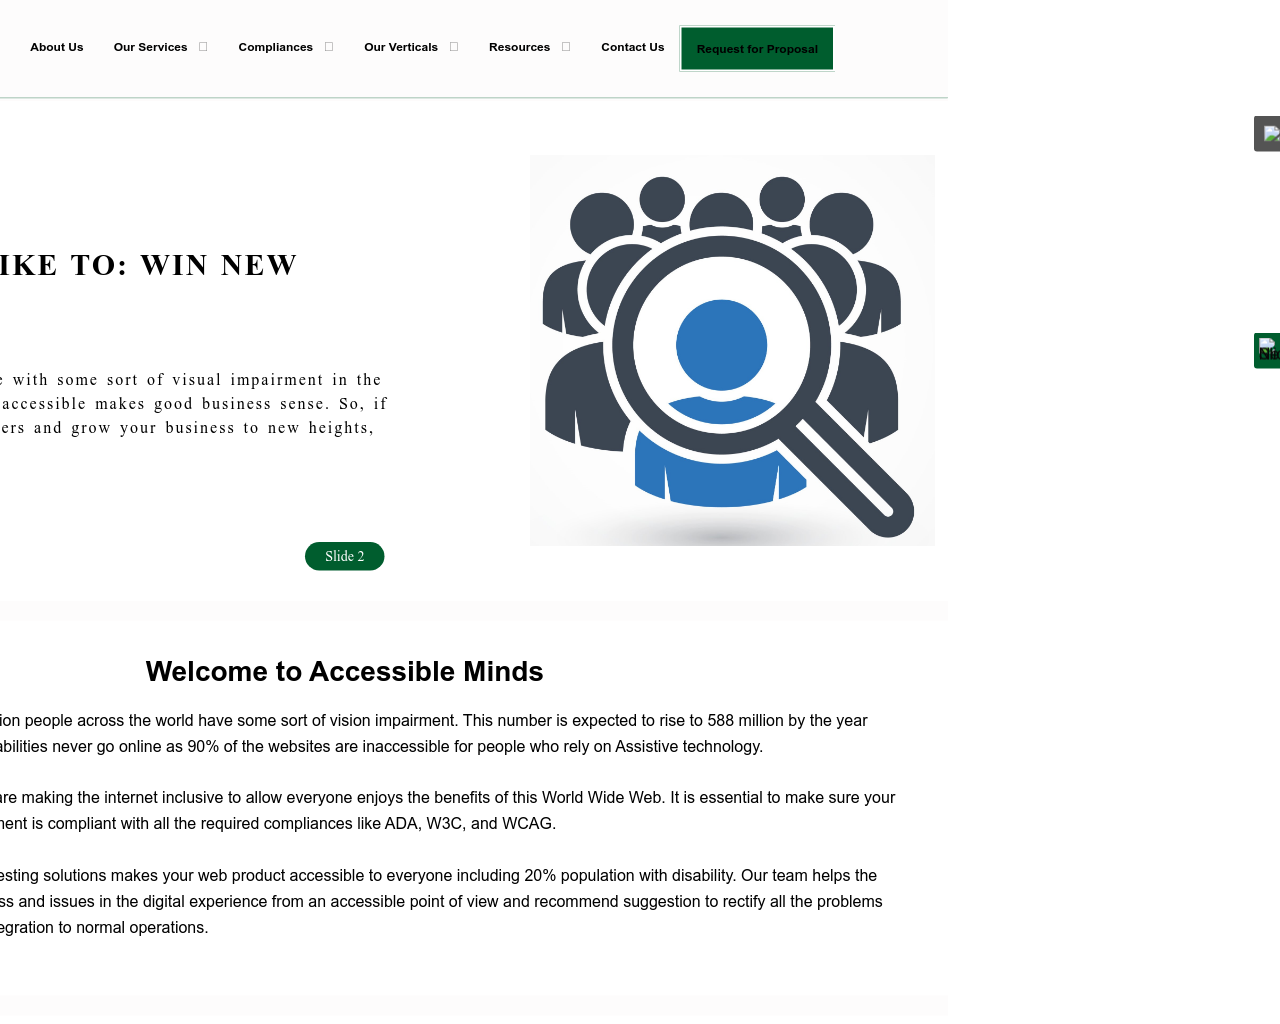 About Us Our Services Compliances Our Verticals Resources Contact Us Request for Proposal
IKE TO: WIN NEW
with some sort of visual impairment in the
accessible makes good business sense. So, if
ers and grow your business to new heights,
Slide 2
Welcome to Accessible Minds
ion people across the world have some sort of vision impairment. This number is expected to rise to 588 million by the year
abilities never go online as 90% of the websites are inaccessible for people who rely on Assistive technology.
are making the internet inclusive to allow everyone enjoys the benefits of this World Wide Web. It is essential to make sure your
ment is compliant with all the required compliances like ADA, W3C, and WCAG.
esting solutions makes your web product accessible to everyone including 20% population with disability. Our team helps the
ss and issues in the digital experience from an accessible point of view and recommend suggestion to rectify all the problems
egration to normal operations.